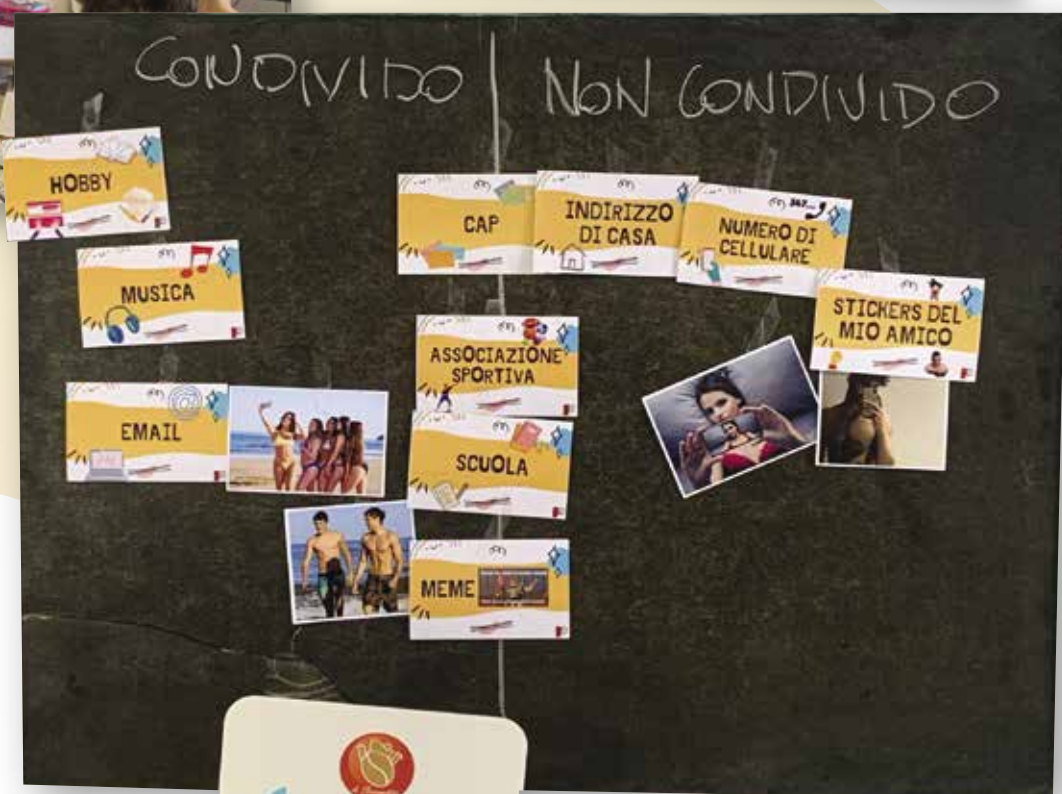 CONDIVIDO | NON CONDIVIDO
HOBBY
MUSICA
EMAIL
CAP
INDIRIZZO
DI CASA
347...
NUMERO DI
CELLULARE
STICKERS DEL
MIO AMICO
ASSOCIAZIONE
SPORTIVA
SCUOLA
MEME